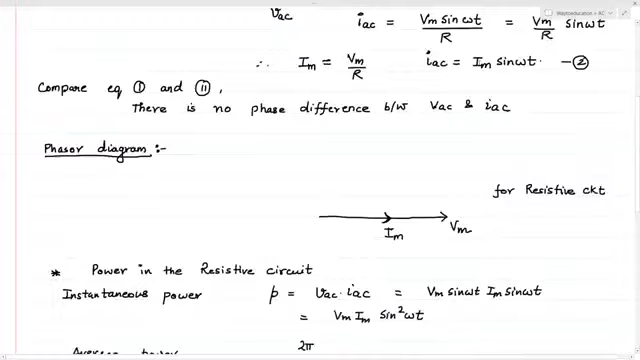 Waytoeducation + AC
Vac iac = Vm sin ωt / R = Vm/R sin ωt
∴ Im = Vm/R iac = Im sin ωt. -②
Compare eq Ⓘ and ⑪,
There is no phase difference b/w Vac & iac
Phasor diagram :-
for Resistive ckt
Im Vm
* Power in the Resistive circuit
Instantaneous power p = Vac · iac = Vm sin ωt Im sin ωt
= Vm Im sin²ωt
2π